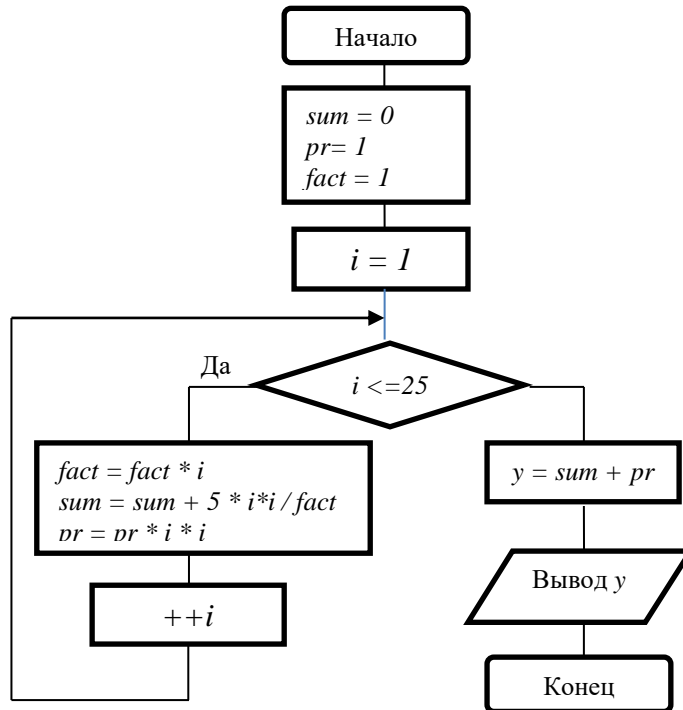 Начало
sum = 0
pr= 1
fact = 1
i = 1
Да
i <=25
fact = fact * i
sum = sum + 5 * i*i / fact
pr = pr * i * i
y = sum + pr
++i
Вывод y
Конец